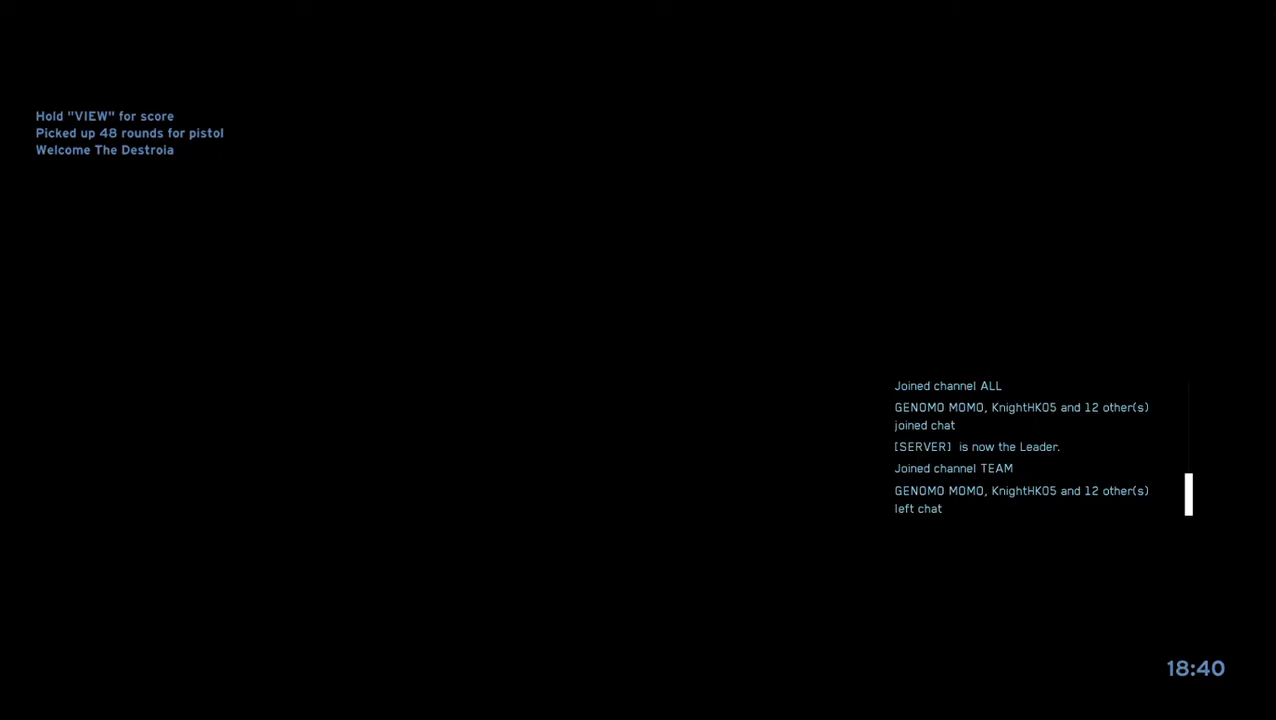 Hold "VIEW" for score
Picked up 48 rounds for pistol
Welcome The Destroia
Joined channel ALL
GENOMO MOMO, KnightHK05 and 12 other(s)
joined chat
[SERVER]  is now the Leader.
Joined channel TEAM
GENOMO MOMO, KnightHK05 and 12 other(s)
left chat
18:40